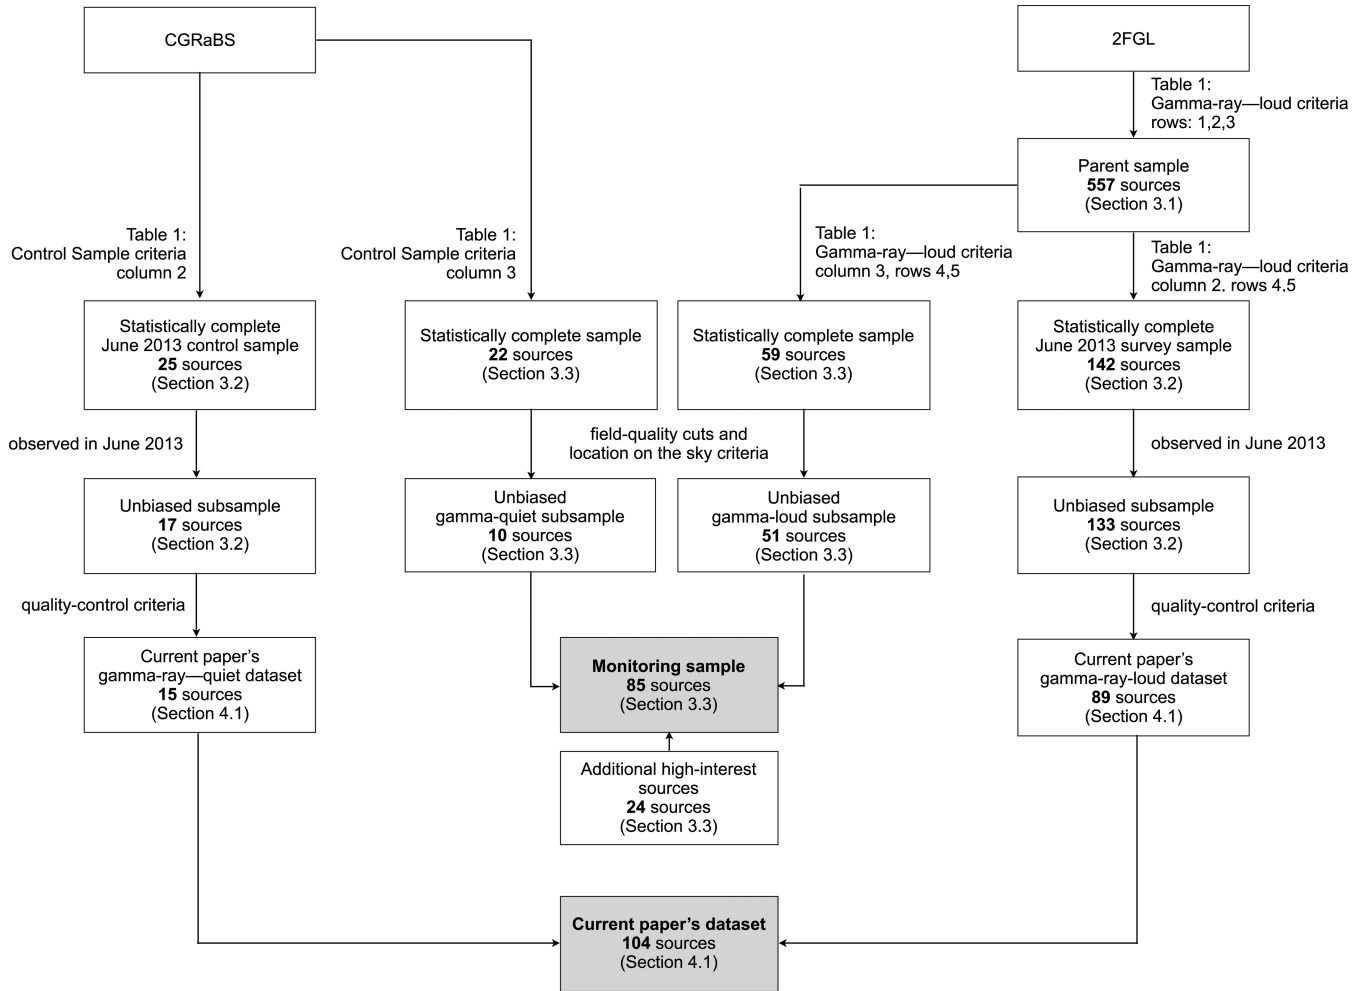 CGRaBS
2FGL
Table 1:
Gamma-ray—loud criteria
rows: 1,2,3
Parent sample
557 sources
(Section 3.1)
Table 1:
Control Sample criteria
column 2
Table 1:
Control Sample criteria
column 3
Table 1:
Gamma-ray—loud criteria
column 3, rows 4,5
Table 1:
Gamma-ray—loud criteria
column 2, rows 4,5
Statistically complete
June 2013 control sample
25 sources
(Section 3.2)
Statistically complete sample
22 sources
(Section 3.3)
Statistically complete sample
59 sources
(Section 3.3)
Statistically complete
June 2013 survey sample
142 sources
(Section 3.2)
observed in June 2013
field-quality cuts and
location on the sky criteria
observed in June 2013
Unbiased subsample
17 sources
(Section 3.2)
Unbiased
gamma-quiet subsample
10 sources
(Section 3.3)
Unbiased
gamma-loud subsample
51 sources
(Section 3.3)
Unbiased subsample
133 sources
(Section 3.2)
quality-control criteria
quality-control criteria
Current paper's
gamma-ray—quiet dataset
15 sources
(Section 4.1)
Monitoring sample
85 sources
(Section 3.3)
Current paper's
gamma-ray-loud dataset
89 sources
(Section 4.1)
Additional high-interest
sources
24 sources
(Section 3.3)
Current paper's dataset
104 sources
(Section 4.1)